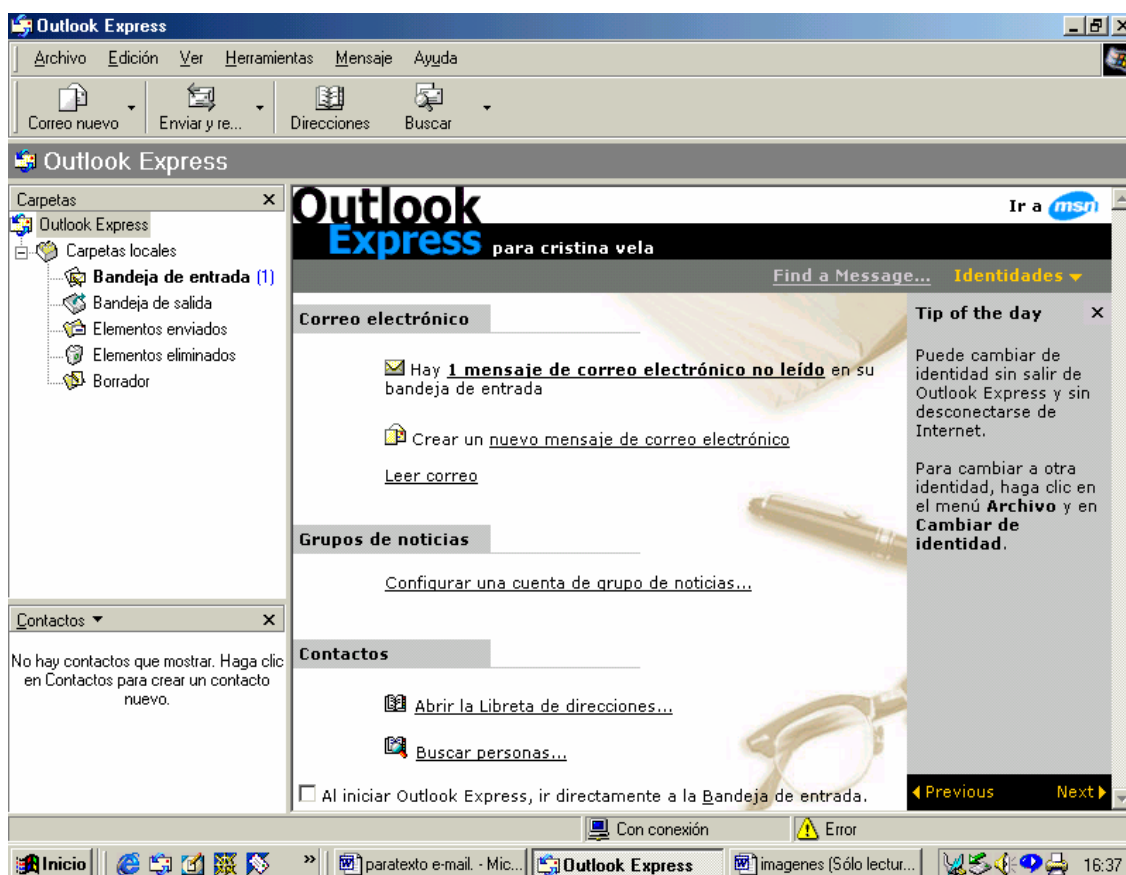 Outlook Express
Archivo Edición Ver Herramientas Mensaje Ayuda
Correo nuevo Enviar y re... Direcciones Buscar
Outlook Express
Carpetas
Outlook Express
Carpetas locales
Bandeja de entrada (1)
Bandeja de salida
Elementos enviados
Elementos eliminados
Borrador
Contactos
No hay contactos que mostrar. Haga clic
en Contactos para crear un contacto
nuevo.
Outlook
Express para cristina vela
Ir a msn
Find a Message... Identidades
Correo electrónico
Hay 1 mensaje de correo electrónico no leído en su
bandeja de entrada
Crear un nuevo mensaje de correo electrónico
Leer correo
Grupos de noticias
Configurar una cuenta de grupo de noticias...
Contactos
Abrir la Libreta de direcciones...
Buscar personas...
Al iniciar Outlook Express, ir directamente a la Bandeja de entrada.
Tip of the day
Puede cambiar de
identidad sin salir de
Outlook Express y sin
desconectarse de
Internet.
Para cambiar a otra
identidad, haga clic en
el menú Archivo y en
Cambiar de
identidad.
Previous Next
Con conexión Error
Inicio » paratexto e-mail. - Mic... Outlook Express imagenes (Sólo lectur... 16:37